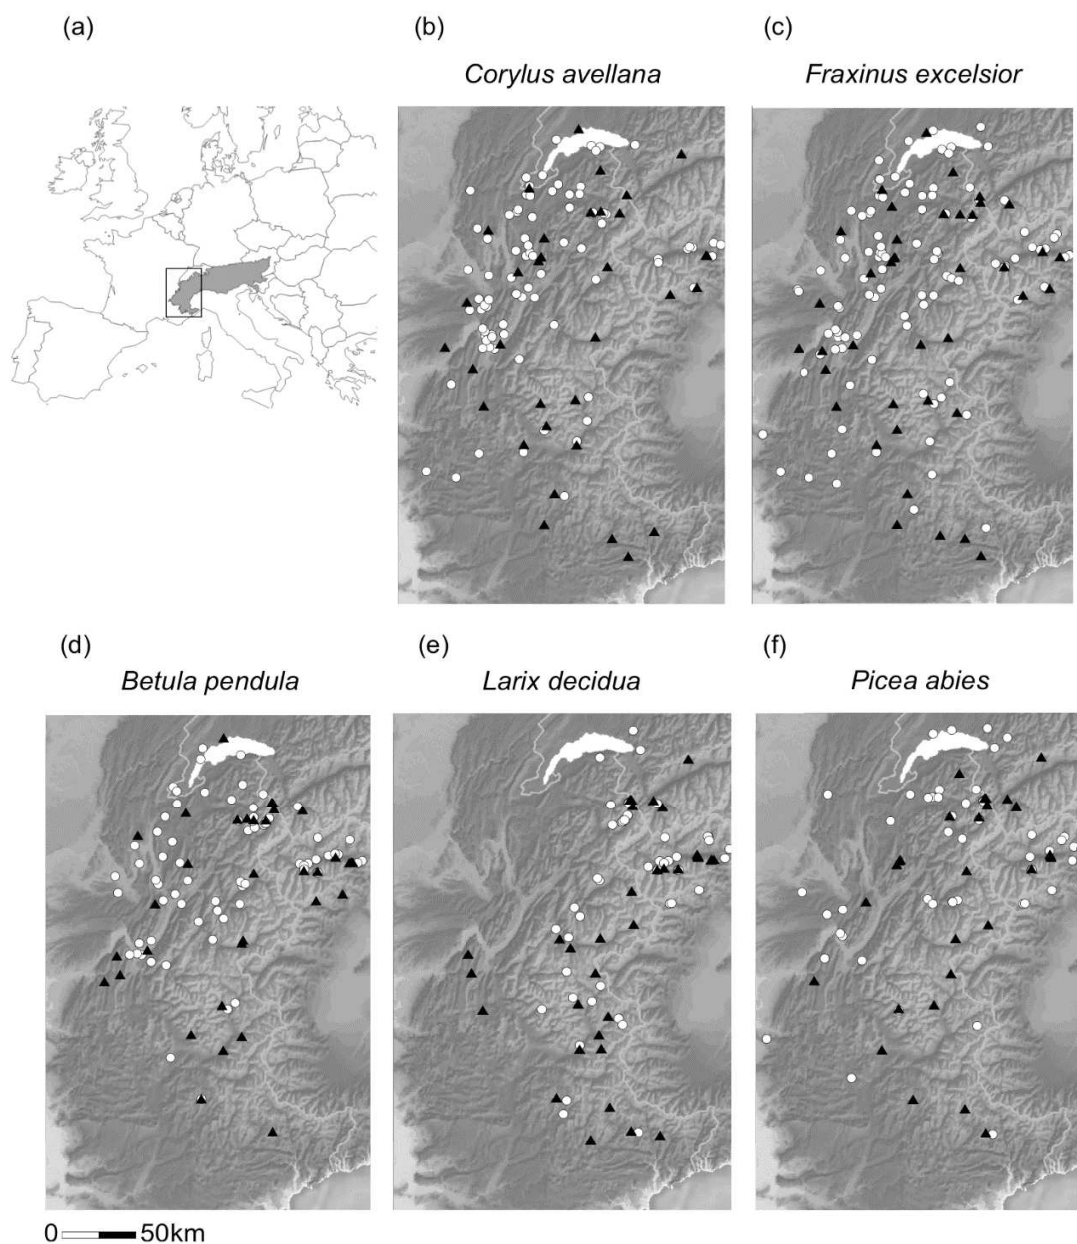 (a)
(b)
(c)
Corylus avellana
Fraxinus excelsior
(d)
(e)
(f)
Betula pendula
Larix decidua
Picea abies
0 50km